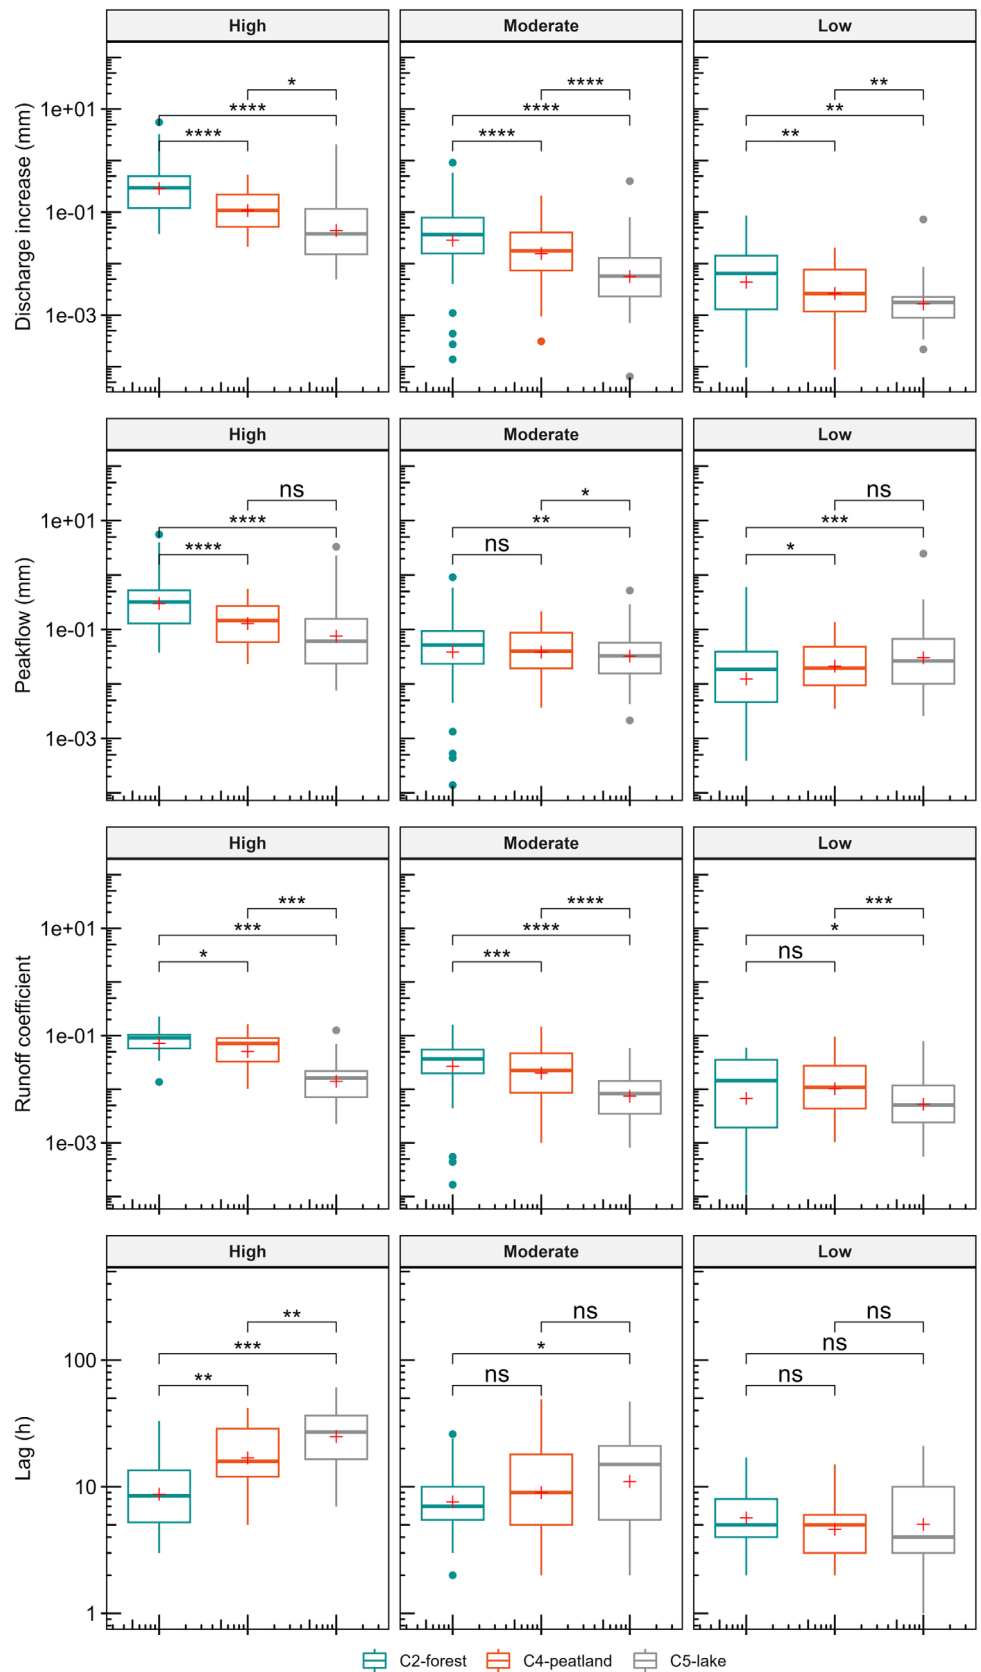 High Moderate Low
Discharge increase (mm)
* **** **
**** **** **
**** **** **
1e+01
1e-01
1e-03
High Moderate Low
Peakflow (mm)
ns * ns
**** ** ***
**** ns *
1e+01
1e-01
1e-03
High Moderate Low
Runoff coefficient
*** **** ***
*** **** *
* *** ns
1e+01
1e-01
1e-03
High Moderate Low
Lag (h)
** ns ns
*** * ns
** ns ns
100
10
1
C2-forest C4-peatland C5-lake